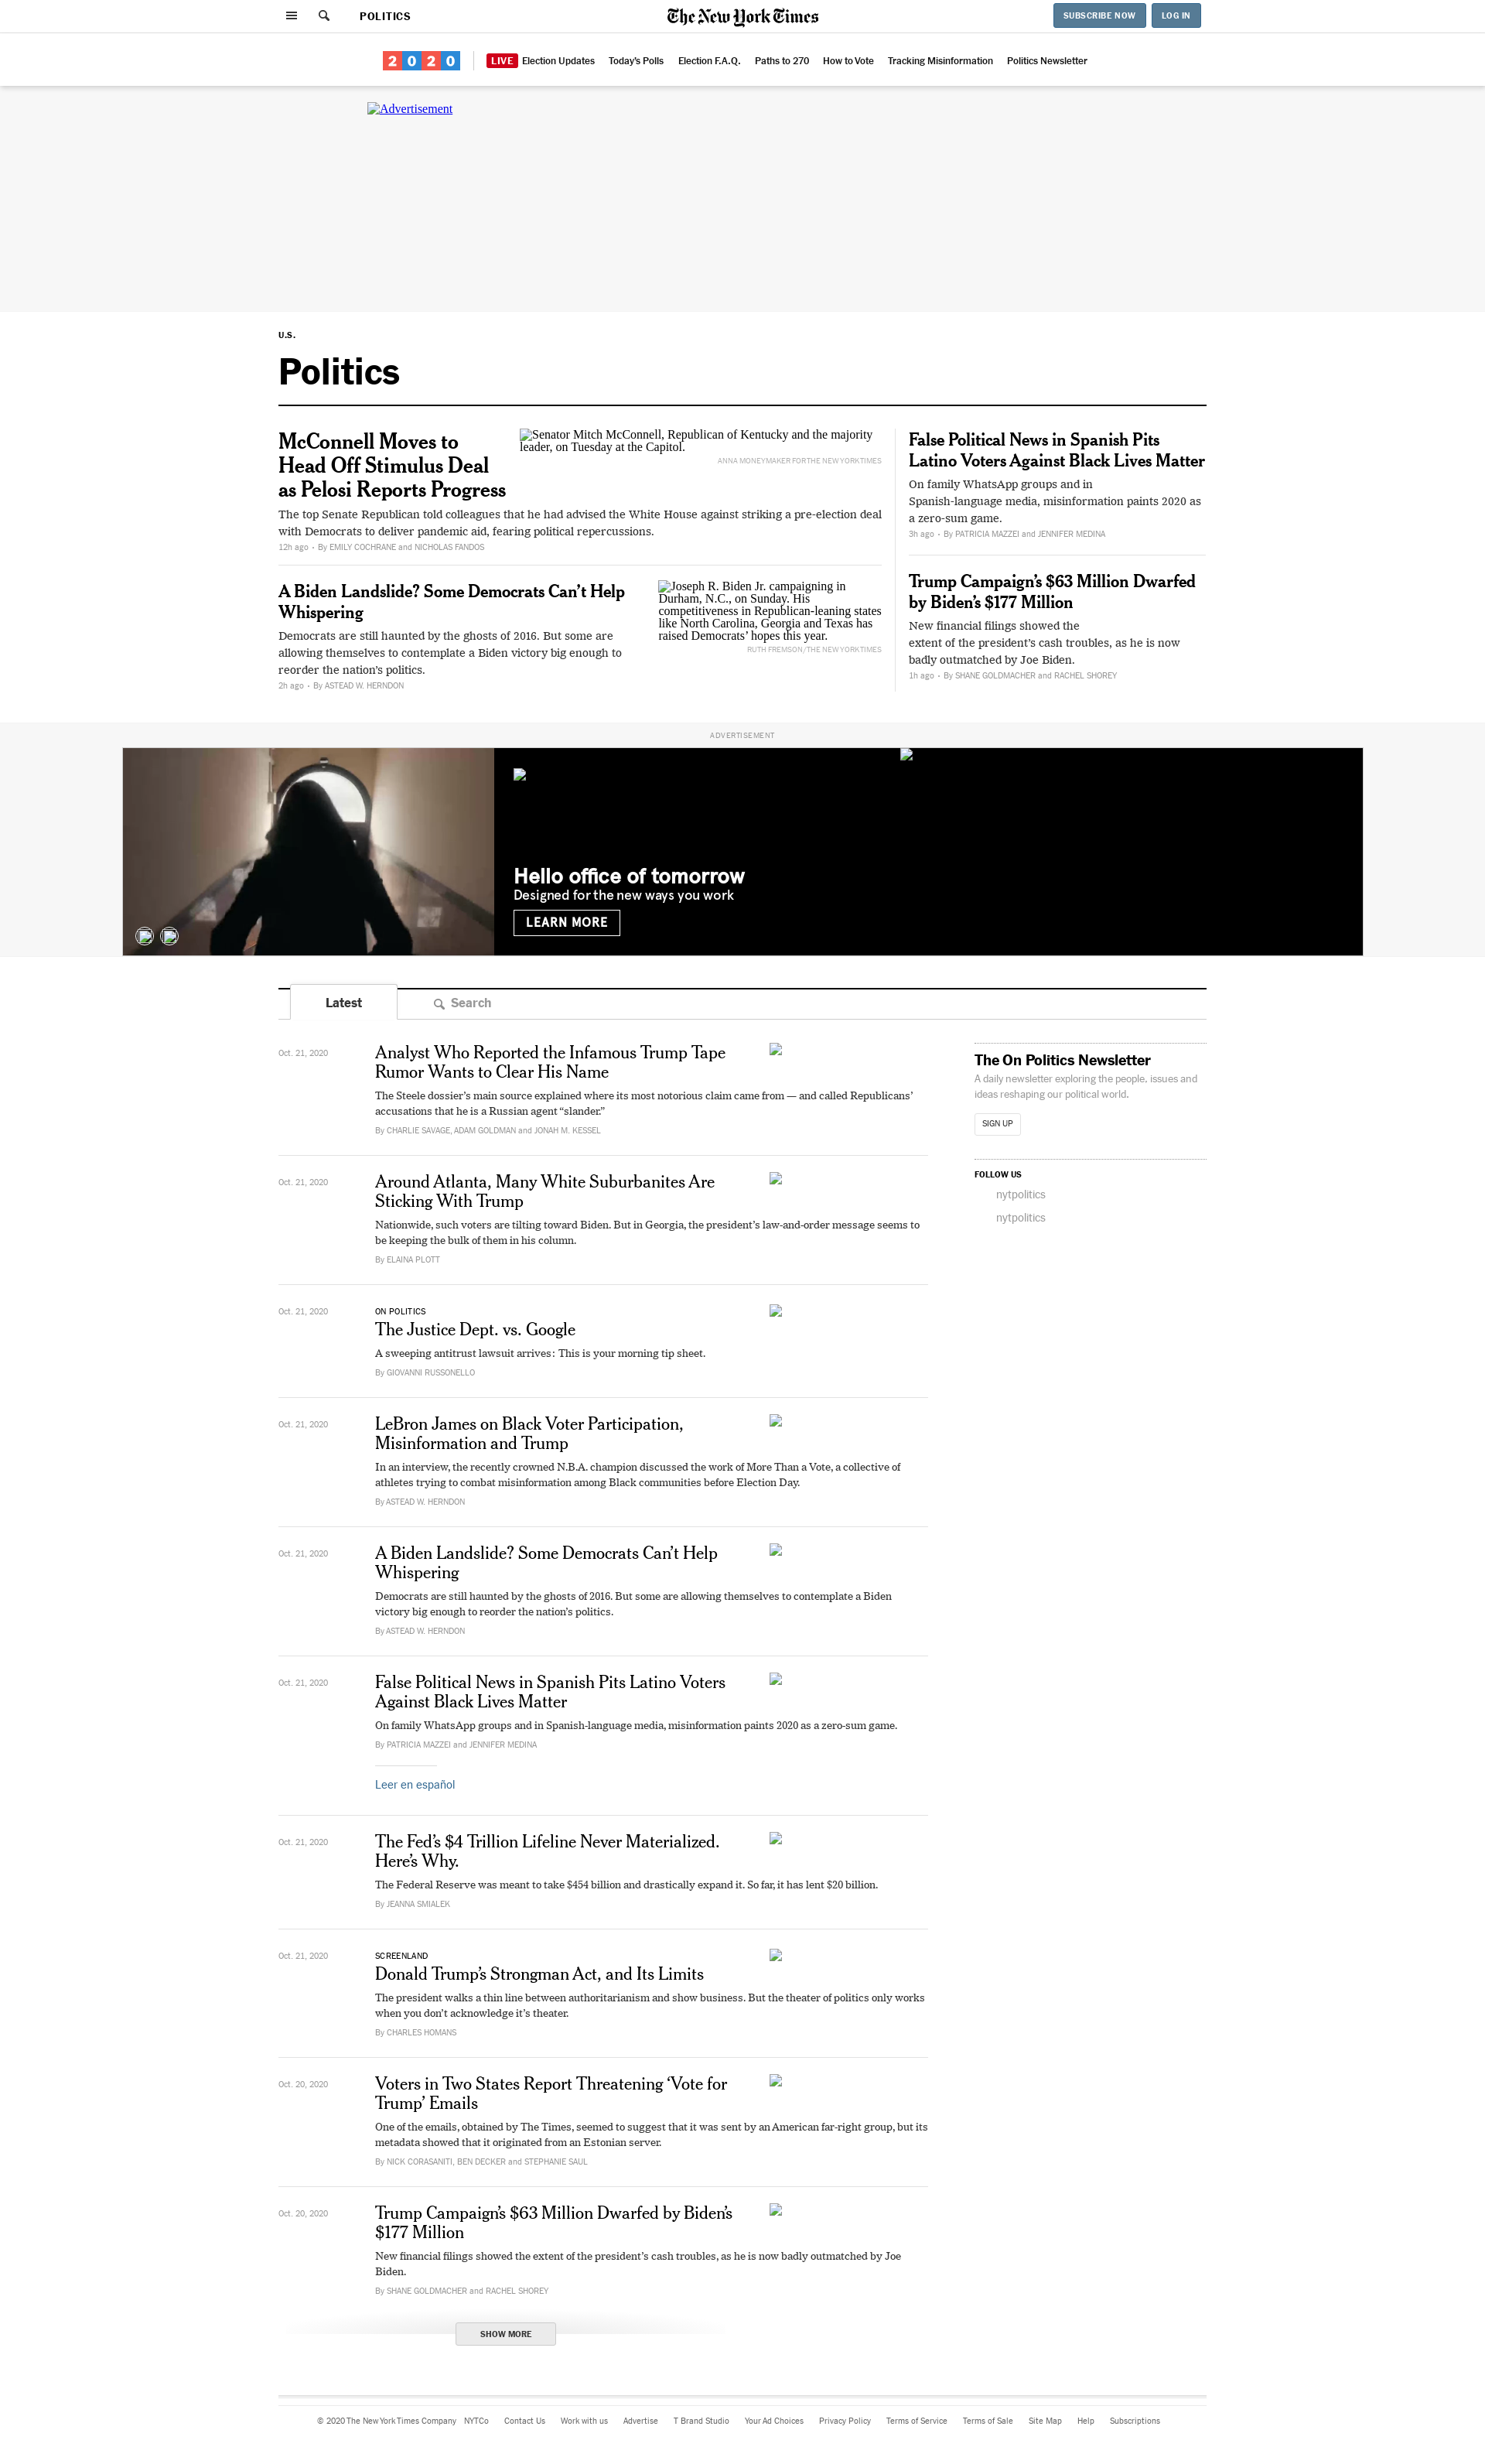 POLITICS
The New York Times
SUBSCRIBE NOW
LOG IN
2020
LIVE Election Updates
Today's Polls
Election F.A.Q.
Paths to 270
How to Vote
Tracking Misinformation
Politics Newsletter
Advertisement
U.S.
Politics
McConnell Moves to
Head Off Stimulus Deal
as Pelosi Reports Progress
Senator Mitch McConnell, Republican of Kentucky and the majority
leader, on Tuesday at the Capitol.
ANNA MONEYMAKER FOR THE NEW YORK TIMES
The top Senate Republican told colleagues that he had advised the White House against striking a pre-election deal
with Democrats to deliver pandemic aid, fearing political repercussions.
12h ago • By EMILY COCHRANE and NICHOLAS FANDOS
A Biden Landslide? Some Democrats Can’t Help
Whispering
Democrats are still haunted by the ghosts of 2016. But some are
allowing themselves to contemplate a Biden victory big enough to
reorder the nation’s politics.
2h ago • By ASTEAD W. HERNDON
Joseph R. Biden Jr. campaigning in
Durham, N.C., on Sunday. His
competitiveness in Republican-leaning states
like North Carolina, Georgia and Texas has
raised Democrats’ hopes this year.
RUTH FREMSON/THE NEW YORK TIMES
False Political News in Spanish Pits
Latino Voters Against Black Lives Matter
On family WhatsApp groups and in
Spanish-language media, misinformation paints 2020 as
a zero-sum game.
3h ago • By PATRICIA MAZZEI and JENNIFER MEDINA
Trump Campaign’s $63 Million Dwarfed
by Biden’s $177 Million
New financial filings showed the
extent of the president’s cash troubles, as he is now
badly outmatched by Joe Biden.
1h ago • By SHANE GOLDMACHER and RACHEL SHOREY
ADVERTISEMENT
Hello office of tomorrow
Designed for the new ways you work
LEARN MORE
Latest
Search
Oct. 21, 2020
Analyst Who Reported the Infamous Trump Tape
Rumor Wants to Clear His Name
The Steele dossier’s main source explained where its most notorious claim came from — and called Republicans’
accusations that he is a Russian agent “slander.”
By CHARLIE SAVAGE, ADAM GOLDMAN and JONAH M. KESSEL
Oct. 21, 2020
Around Atlanta, Many White Suburbanites Are
Sticking With Trump
Nationwide, such voters are tilting toward Biden. But in Georgia, the president’s law-and-order message seems to
be keeping the bulk of them in his column.
By ELAINA PLOTT
Oct. 21, 2020
ON POLITICS
The Justice Dept. vs. Google
A sweeping antitrust lawsuit arrives: This is your morning tip sheet.
By GIOVANNI RUSSONELLO
Oct. 21, 2020
LeBron James on Black Voter Participation,
Misinformation and Trump
In an interview, the recently crowned N.B.A. champion discussed the work of More Than a Vote, a collective of
athletes trying to combat misinformation among Black communities before Election Day.
By ASTEAD W. HERNDON
Oct. 21, 2020
A Biden Landslide? Some Democrats Can’t Help
Whispering
Democrats are still haunted by the ghosts of 2016. But some are allowing themselves to contemplate a Biden
victory big enough to reorder the nation’s politics.
By ASTEAD W. HERNDON
Oct. 21, 2020
False Political News in Spanish Pits Latino Voters
Against Black Lives Matter
On family WhatsApp groups and in Spanish-language media, misinformation paints 2020 as a zero-sum game.
By PATRICIA MAZZEI and JENNIFER MEDINA
Leer en español
Oct. 21, 2020
The Fed’s $4 Trillion Lifeline Never Materialized.
Here’s Why.
The Federal Reserve was meant to take $454 billion and drastically expand it. So far, it has lent $20 billion.
By JEANNA SMIALEK
Oct. 21, 2020
SCREENLAND
Donald Trump’s Strongman Act, and Its Limits
The president walks a thin line between authoritarianism and show business. But the theater of politics only works
when you don’t acknowledge it’s theater.
By CHARLES HOMANS
Oct. 20, 2020
Voters in Two States Report Threatening ‘Vote for
Trump’ Emails
One of the emails, obtained by The Times, seemed to suggest that it was sent by an American far-right group, but its
metadata showed that it originated from an Estonian server.
By NICK CORASANITI, BEN DECKER and STEPHANIE SAUL
Oct. 20, 2020
Trump Campaign’s $63 Million Dwarfed by Biden’s
$177 Million
New financial filings showed the extent of the president’s cash troubles, as he is now badly outmatched by Joe
Biden.
By SHANE GOLDMACHER and RACHEL SHOREY
SHOW MORE
The On Politics Newsletter
A daily newsletter exploring the people, issues and
ideas reshaping our political world.
SIGN UP
FOLLOW US
nytpolitics
nytpolitics
© 2020 The New York Times Company
NYTCo
Contact Us
Work with us
Advertise
T Brand Studio
Your Ad Choices
Privacy Policy
Terms of Service
Terms of Sale
Site Map
Help
Subscriptions